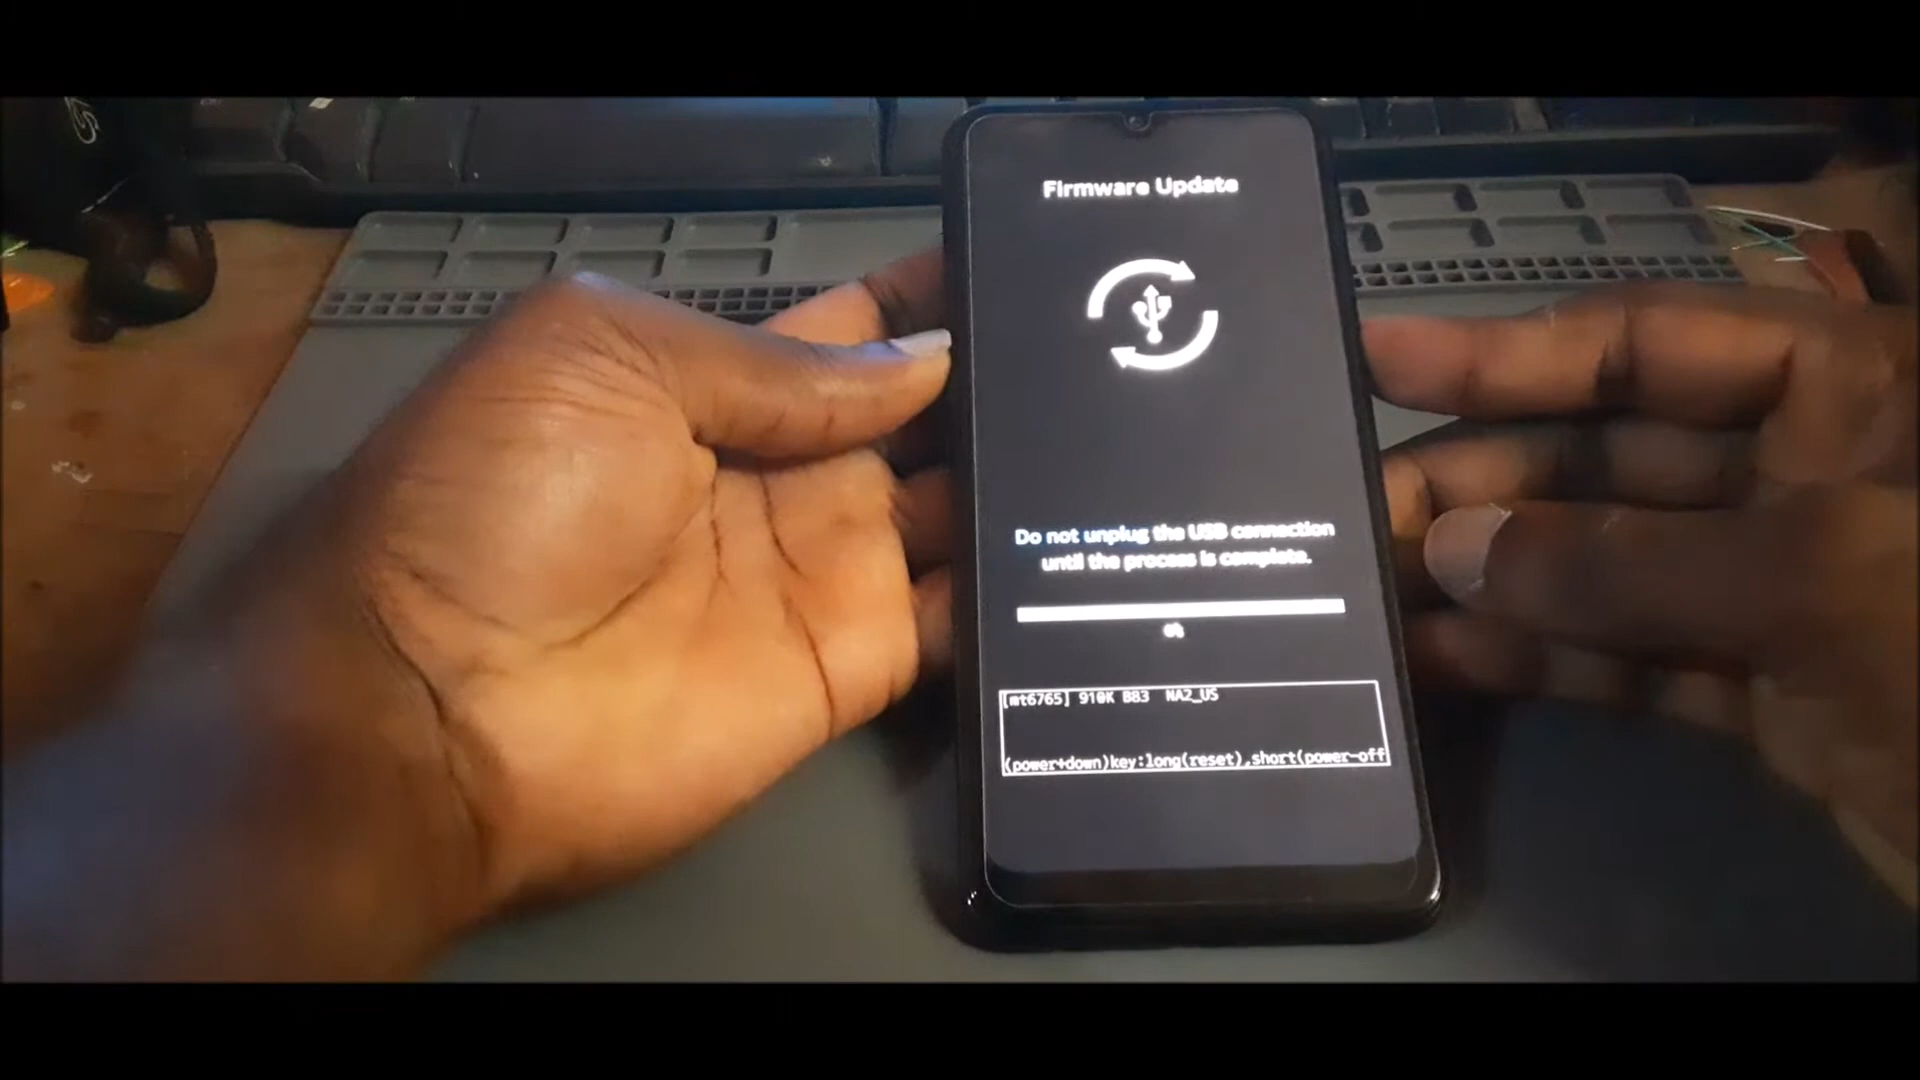 Firmware Update
Do not unplug the USB connection
until the process is complete.
[mt6765] 910K B83 NA2_US
(power+down)key:long(reset),short(power-off